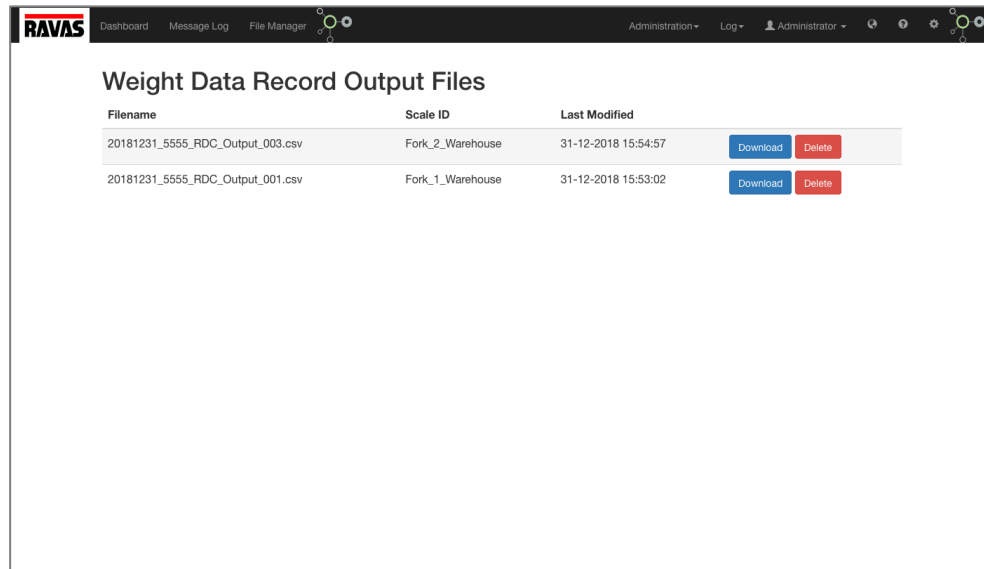 RAVAS Dashboard Message Log File Manager Administration Log Administrator
Weight Data Record Output Files
Filename Scale ID Last Modified
20181231_5555_RDC_Output_003.csv Fork_2_Warehouse 31-12-2018 15:54:57 Download Delete
20181231_5555_RDC_Output_001.csv Fork_1_Warehouse 31-12-2018 15:53:02 Download Delete